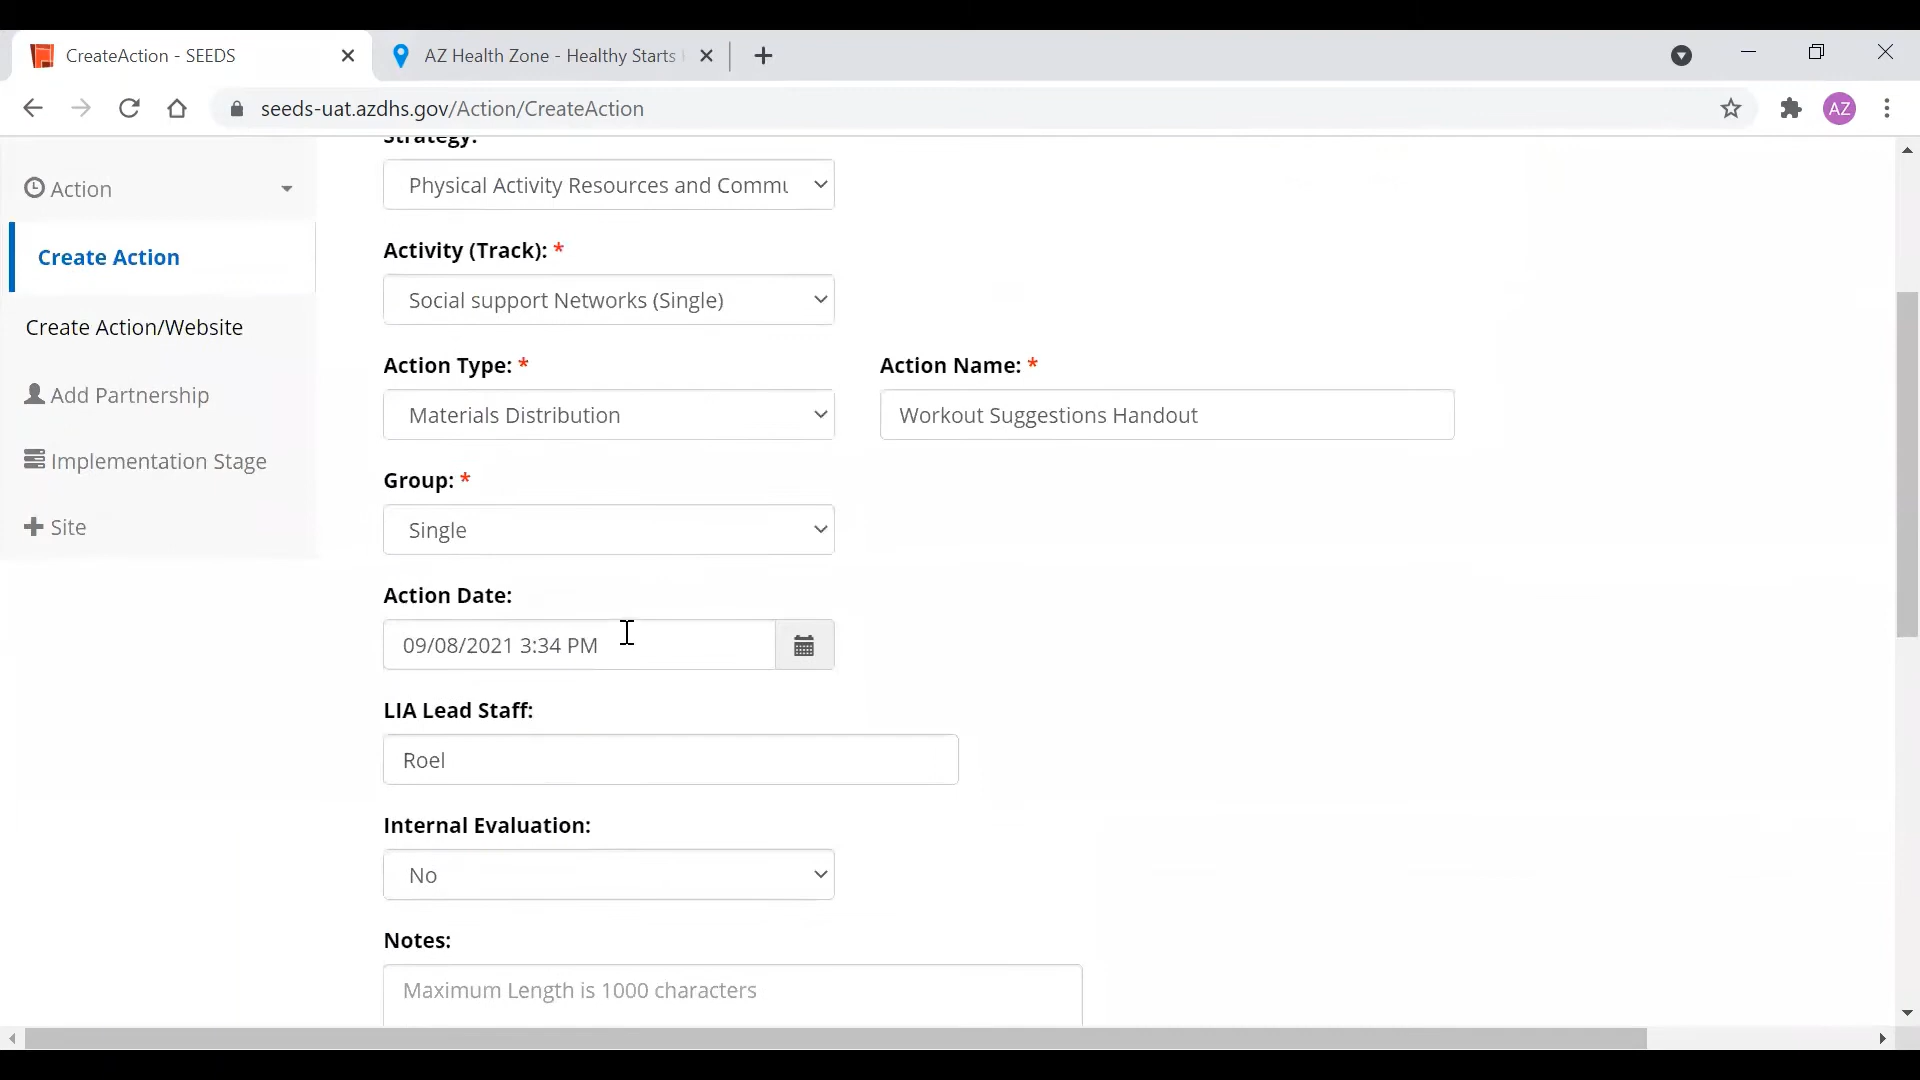 CreateAction - SEEDS
AZ Health Zone - Healthy Starts
seeds-uat.azdhs.gov/Action/CreateAction
AZ
Strategy:
Action
Physical Activity Resources and Commu
Create Action
Activity (Track): *
Social support Networks (Single)
Create Action/Website
Action Type: *
Action Name: *
Add Partnership
Materials Distribution
Workout Suggestions Handout
Implementation Stage
Group: *
Site
Single
Action Date:
09/08/2021 3:34 PM
LIA Lead Staff:
Roel
Internal Evaluation:
No
Notes:
Maximum Length is 1000 characters